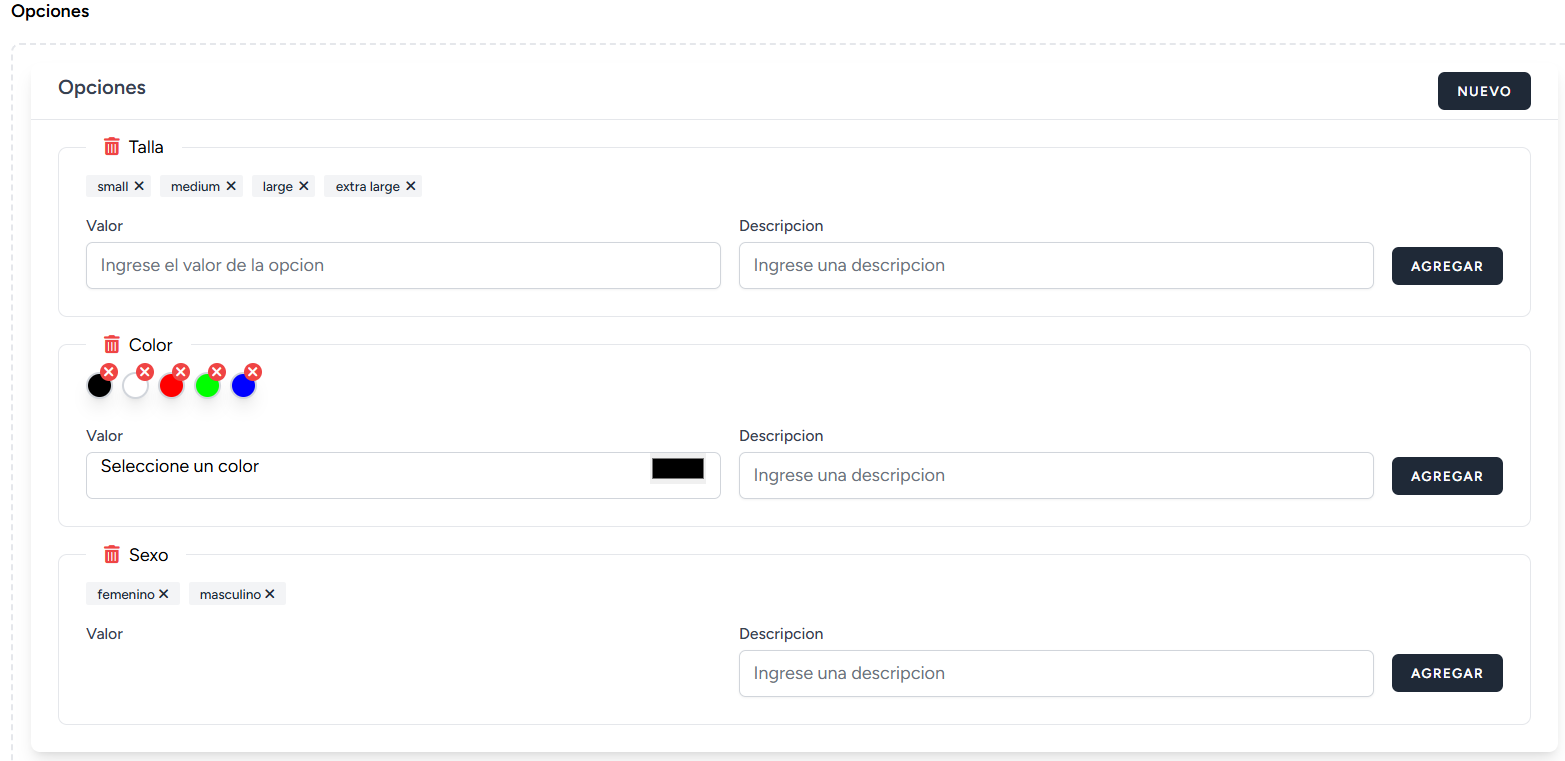 Opciones
Opciones
NUEVO
Talla
small
medium
large
extra large
Valor
Descripcion
Ingrese el valor de la opcion
Ingrese una descripcion
AGREGAR
Color
Valor
Descripcion
Seleccione un color
Ingrese una descripcion
AGREGAR
Sexo
femenino
masculino
Valor
Descripcion
Ingrese una descripcion
AGREGAR